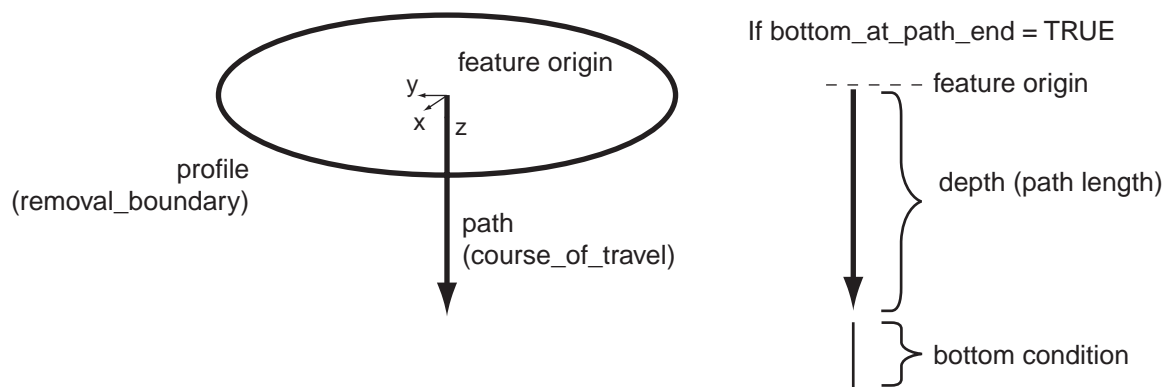 feature origin
y
x
z
profile
(removal_boundary)
path
(course_of_travel)
If bottom_at_path_end = TRUE
feature origin
depth (path length)
bottom condition